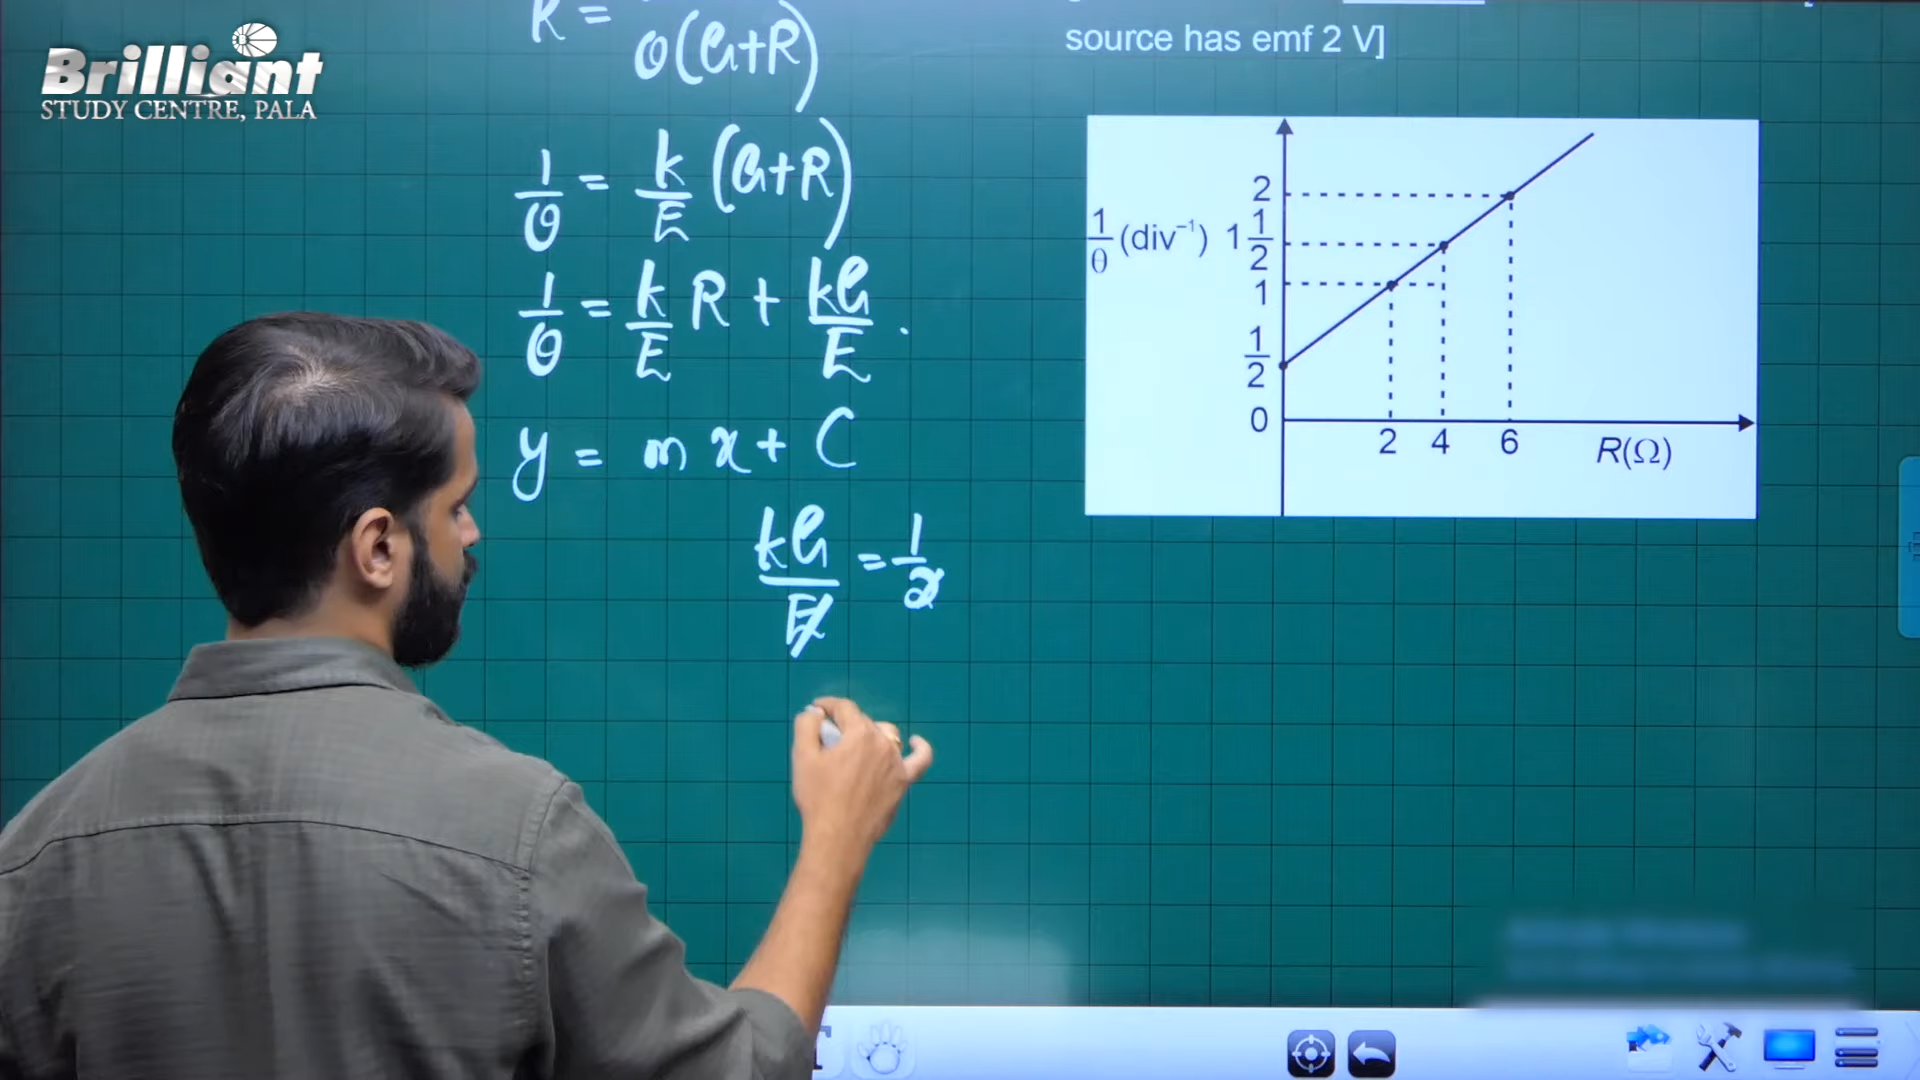 Brilliant
STUDY CENTRE, PALA
k =
θ(G+R)
1/θ = k/E (G+R)
1/θ = k/E R + kG/E .
y = m x + C
kG/E = 1/2
source has emf 2 V]
1/θ (div⁻¹)
2
1 1/2
1
1/2
0
2 4 6 R(Ω)